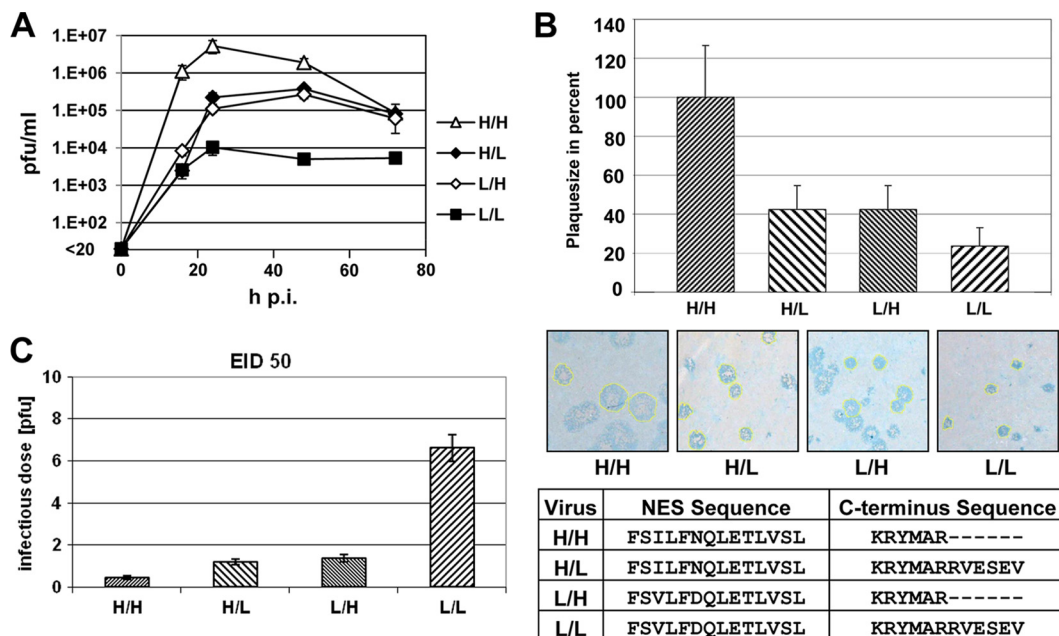 A
1.E+07
1.E+06
1.E+05
1.E+04
1.E+03
1.E+02
<20
pfu/ml
0 20 40 60 80
h p.i.
H/H
H/L
L/H
L/L
B
140
120
100
80
60
40
20
0
Plaquesize in percent
H/H H/L L/H L/L
H/H H/L L/H L/L
C
EID 50
10
8
6
4
2
0
infectious dose [pfu]
H/H H/L L/H L/L
Virus NES Sequence C-terminus Sequence
H/H FSILFNQLETLVSL KRYMAR------
H/L FSILFNQLETLVSL KRYMARRVESEV
L/H FSVLFDQLETLVSL KRYMAR------
L/L FSVLFDQLETLVSL KRYMARRVESEV